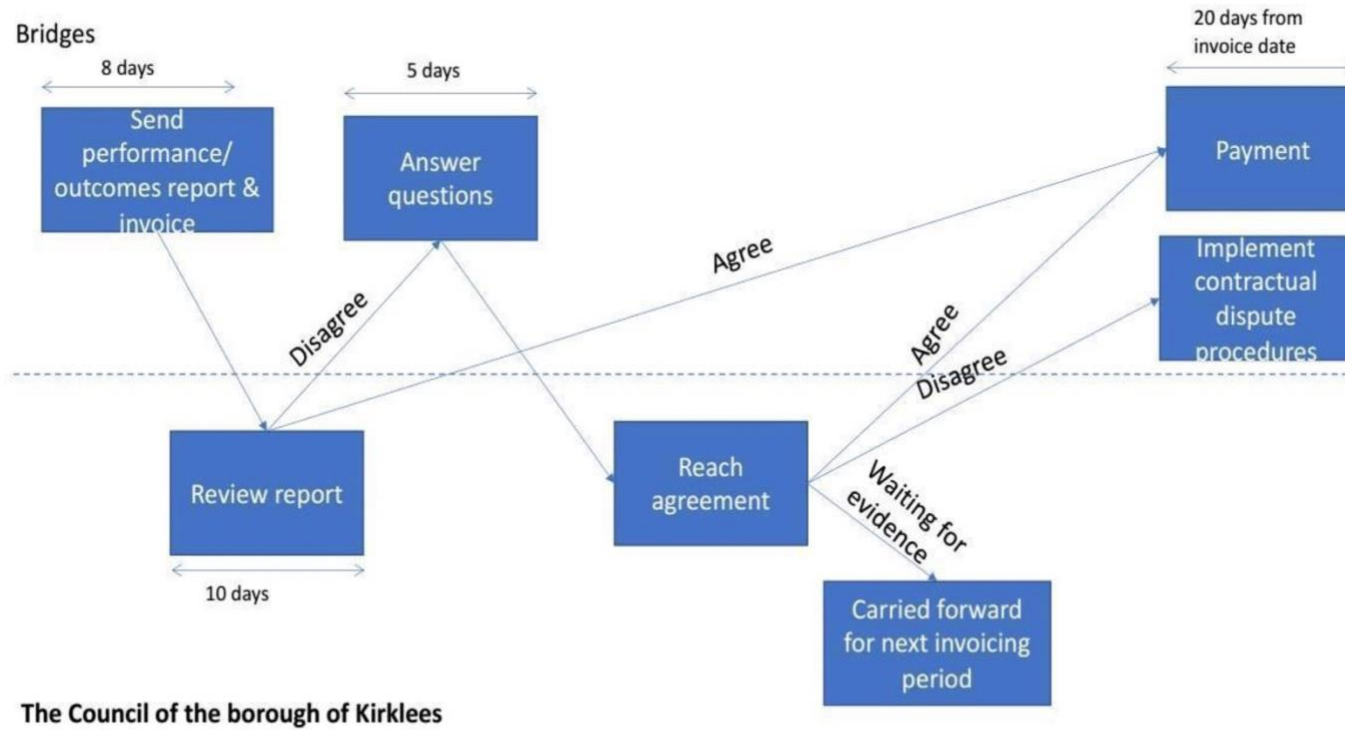 Bridges
8 days
5 days
20 days from
invoice date
Send
performance/
outcomes report &
invoice
Answer
questions
Payment
Agree
Disagree
Implement
contractual
dispute
procedures
Agree
Disagree
Review report
10 days
Reach
agreement
Waiting for
evidence
Carried forward
for next invoicing
period
The Council of the borough of Kirklees